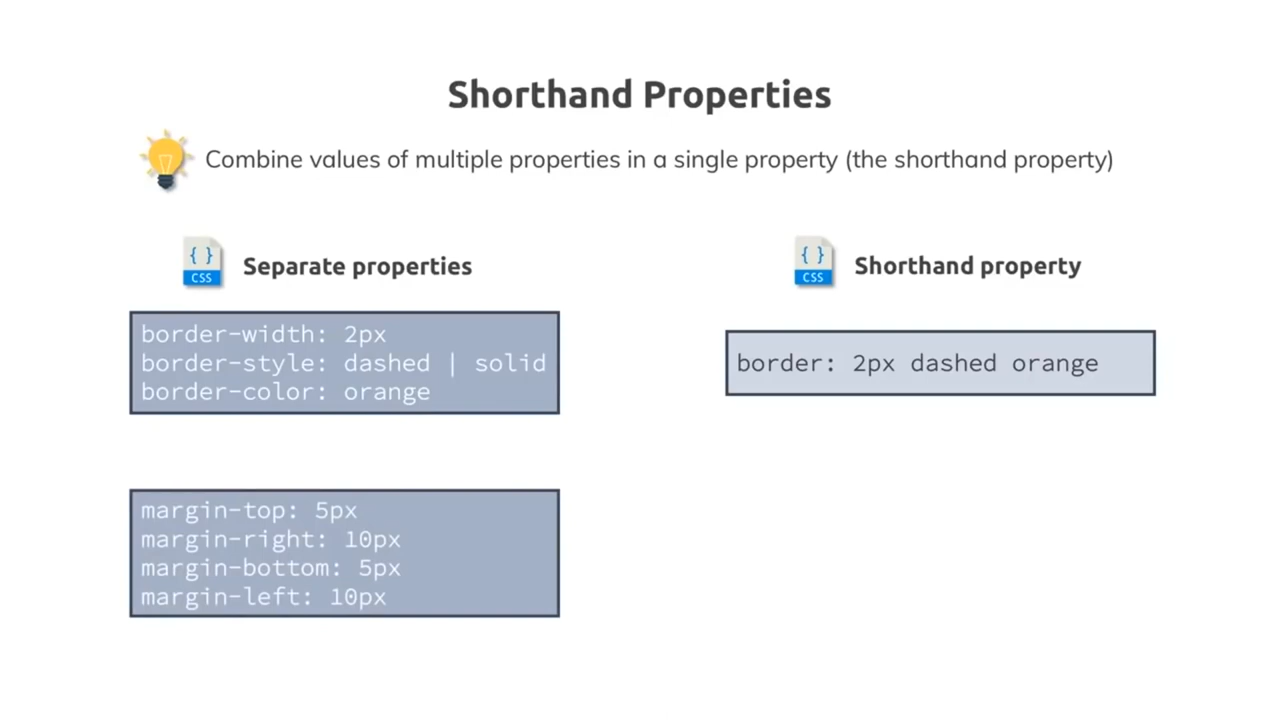 Shorthand Properties
Combine values of multiple properties in a single property (the shorthand property)
{ }
CSS
Separate properties
border-width: 2px
border-style: dashed | solid
border-color: orange
margin-top: 5px
margin-right: 10px
margin-bottom: 5px
margin-left: 10px
{ }
CSS
Shorthand property
border: 2px dashed orange